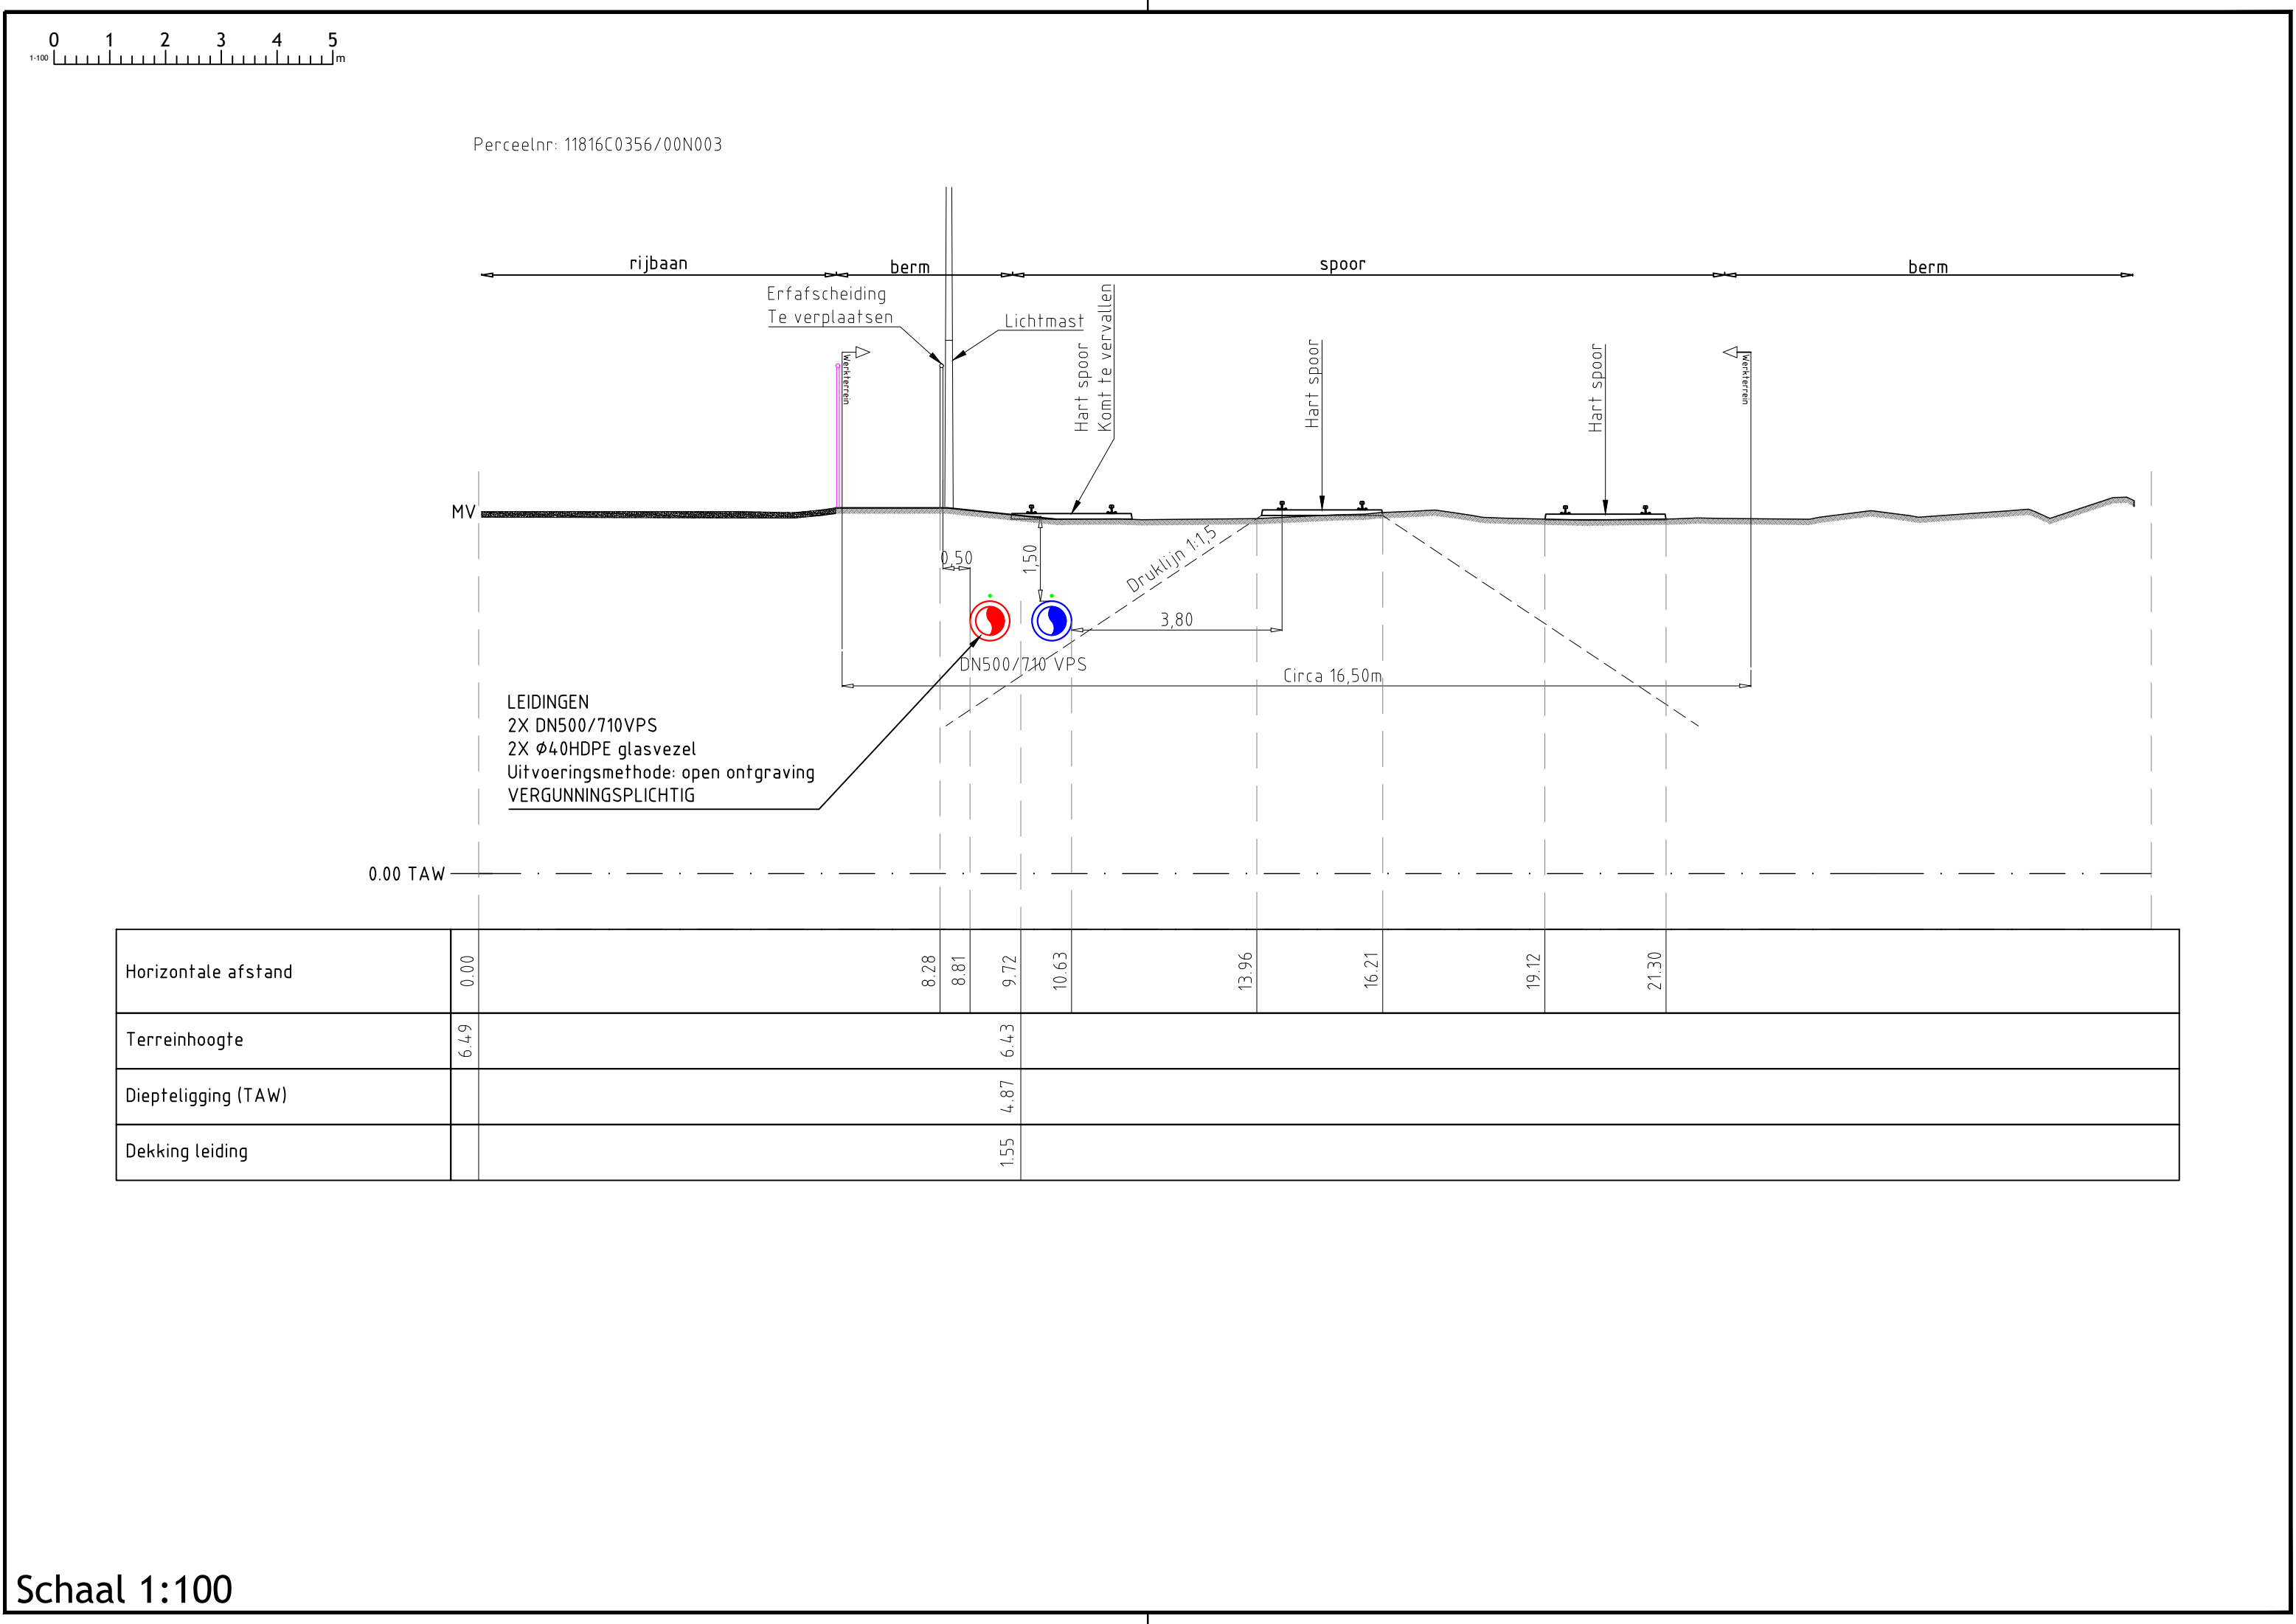 0 1 2 3 4 5
1-100 m
Perceelnr: 11816C0356/00N003
rijbaan berm spoor berm
Erfafscheiding
Te verplaatsen
Lichtmast
Hart spoor
Komt te vervallen
Hart spoor
Hart spoor
Werkterrein
Werkterrein
MV
0,50
1,50
Druklijn 1:1,5
3,80
DN500/710 VPS
Circa 16,50m
LEIDINGEN
2X DN500/710VPS
2X Ø40HDPE glasvezel
Uitvoeringsmethode: open ontgraving
VERGUNNINGSPLICHTIG
0.00 TAW
Horizontale afstand 0.00 8.28 8.81 9.72 10.63 13.96 16.21 19.12 21.30
Terreinhoogte 6.49 6.43
Diepteligging (TAW) 4.87
Dekking leiding 1.55
Schaal 1:100